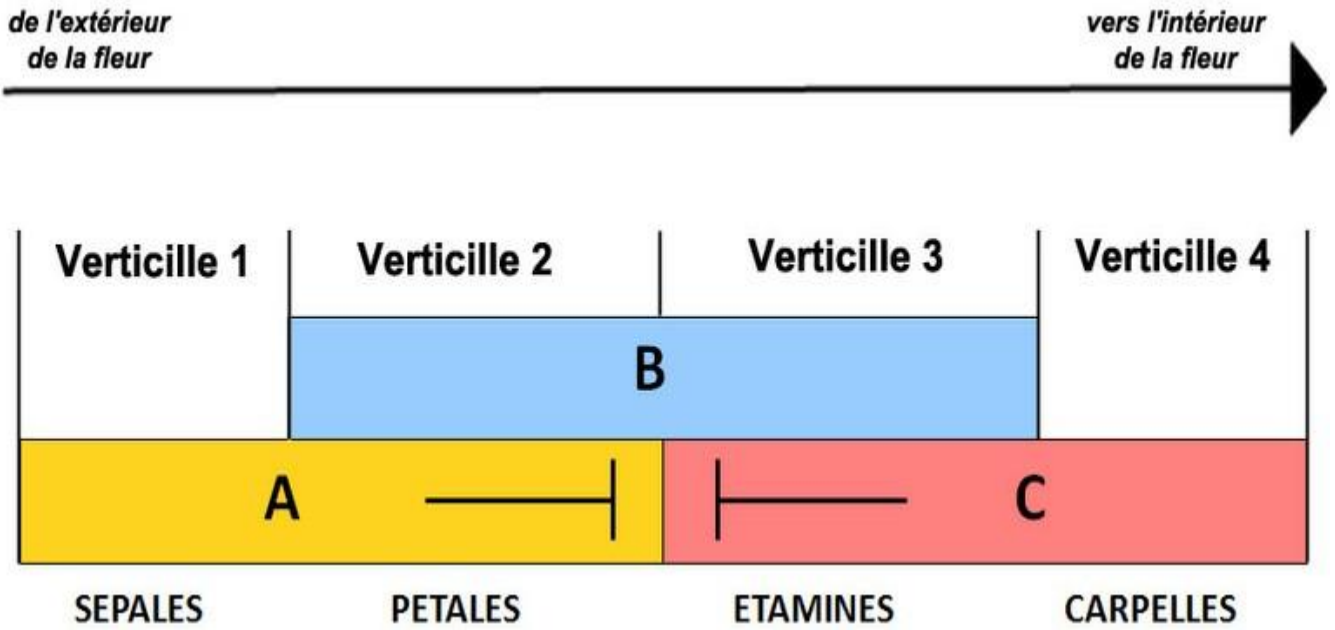 de l'extérieur
de la fleur
vers l'intérieur
de la fleur
Verticille 1
Verticille 2
Verticille 3
Verticille 4
B
A
C
SEPALES
PETALES
ETAMINES
CARPELLES